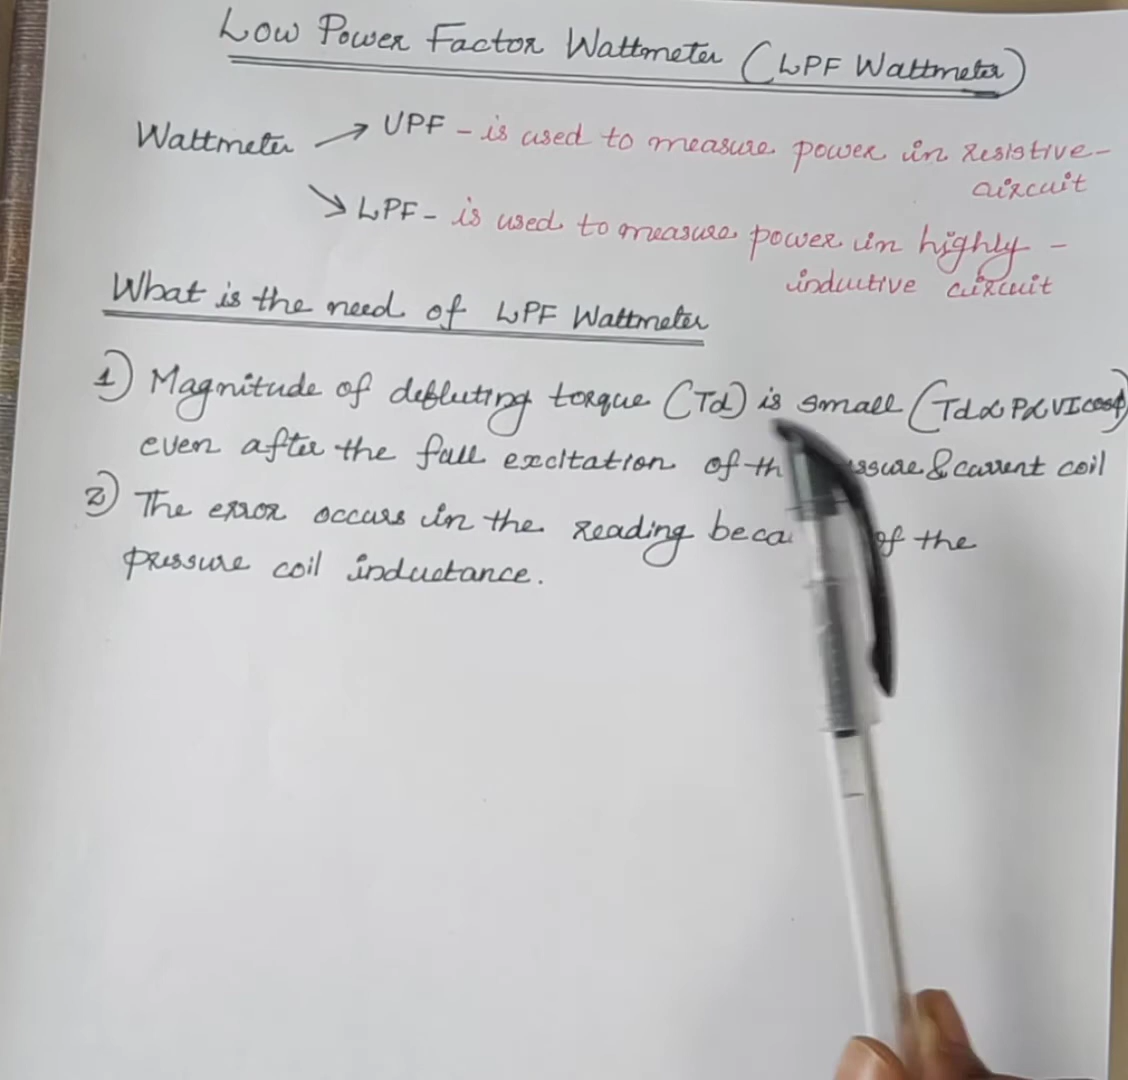 Low Power Factor Wattmeter (LPF Wattmeter)
Wattmeter → UPF - is used to measure power in resistive-
circuit
↘ LPF - is used to measure power in highly -
inductive circuit
What is the need of LPF Wattmeter
1) Magnitude of deflecting torque (Td) is small (Td∝P∝VIcosϕ)
even after the full excitation of the & current coil
2) The error occurs in the reading of the
pressure coil inductance.